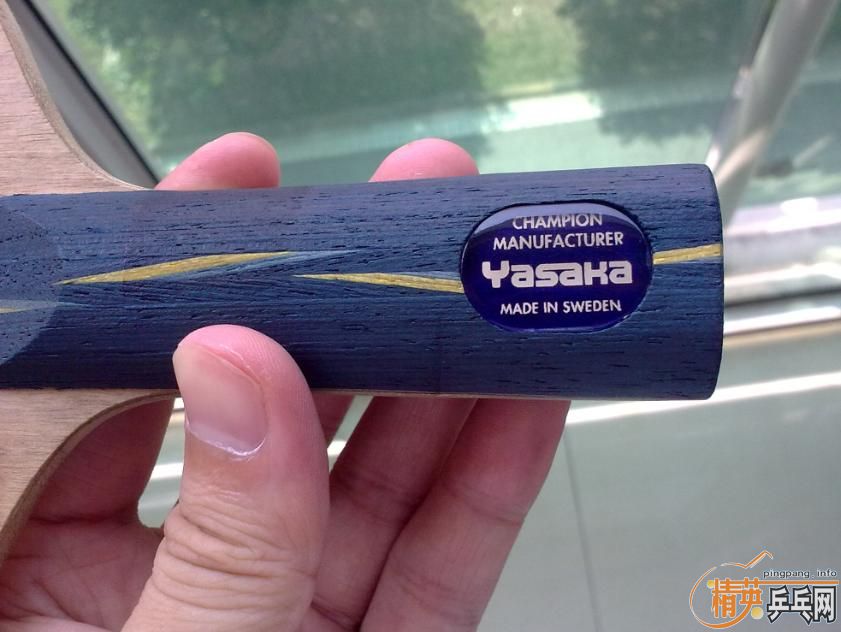 CHAMPION
MANUFACTURER
Yasaka
MADE IN SWEDEN
pingpang.info
精英乒乓网